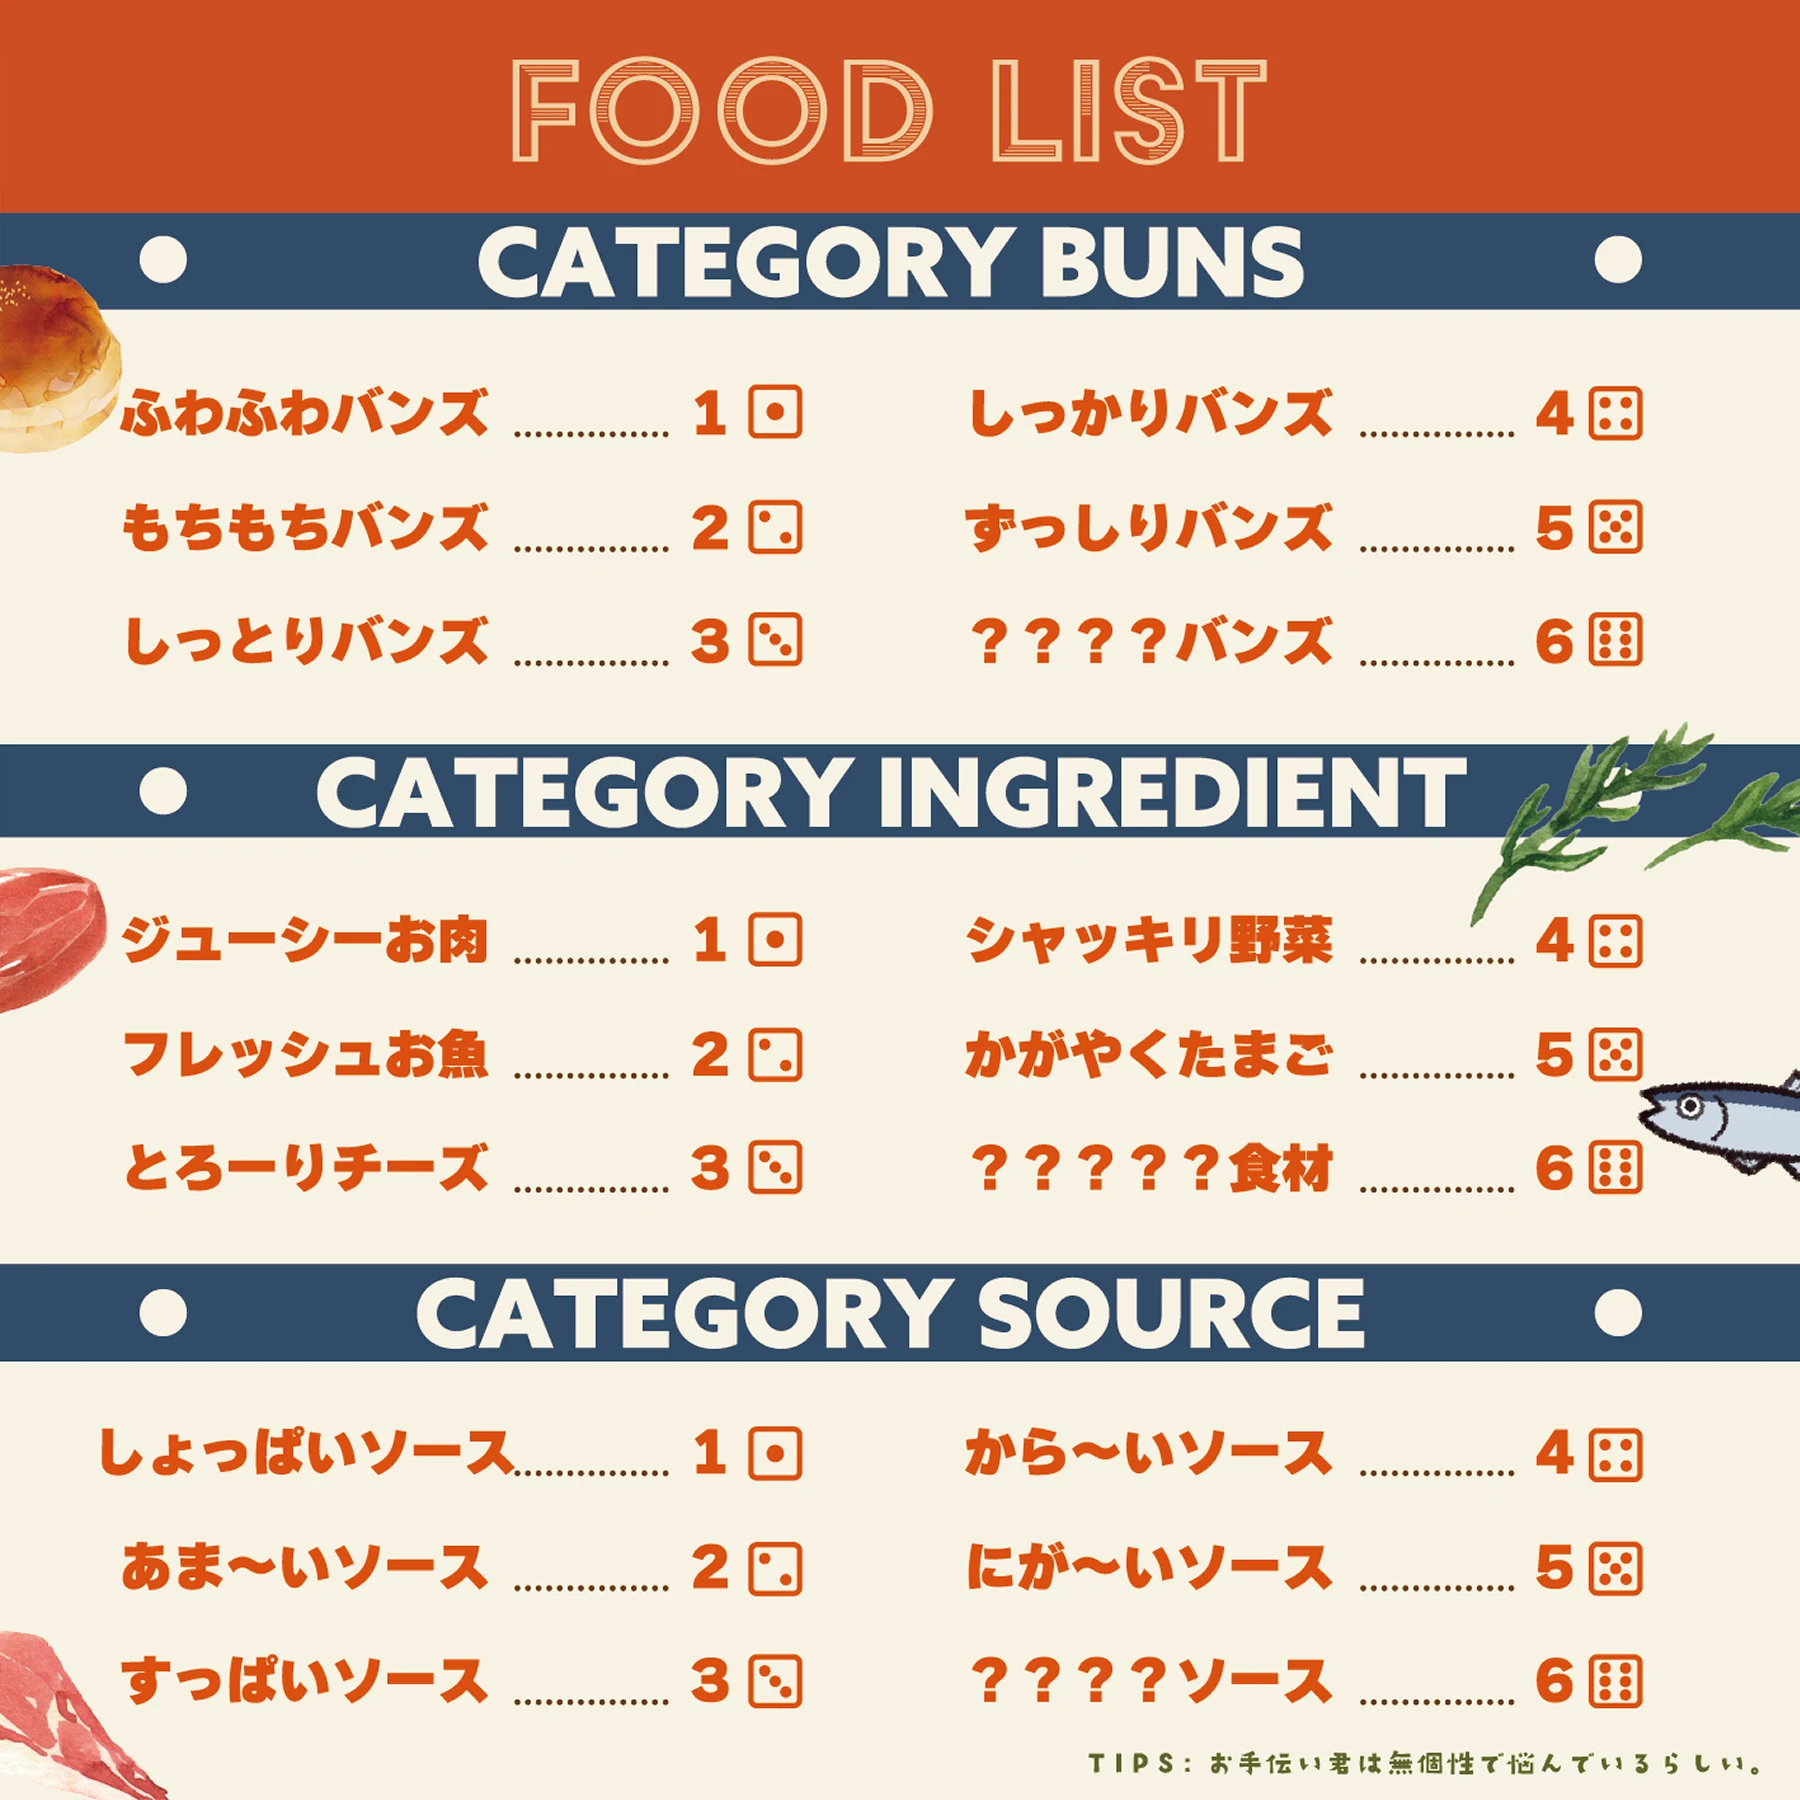 FOOD LIST
CATEGORY BUNS
ふわふわバンズ .............. 1
もちもちバンズ .............. 2
しっとりバンズ .............. 3
しっかりバンズ .............. 4
ずっしりバンズ .............. 5
？？？？バンズ .............. 6
CATEGORY INGREDIENT
ジューシーお肉 .............. 1
フレッシュお魚 .............. 2
とろーりチーズ .............. 3
シャッキリ野菜 .............. 4
かがやくたまご .............. 5
？？？？？食材 .............. 6
CATEGORY SOURCE
しょっぱいソース .............. 1
あま〜いソース .............. 2
すっぱいソース .............. 3
から〜いソース .............. 4
にが〜いソース .............. 5
？？？？ソース .............. 6
TIPS: お手伝い君は無個性で悩んでいるらしい。